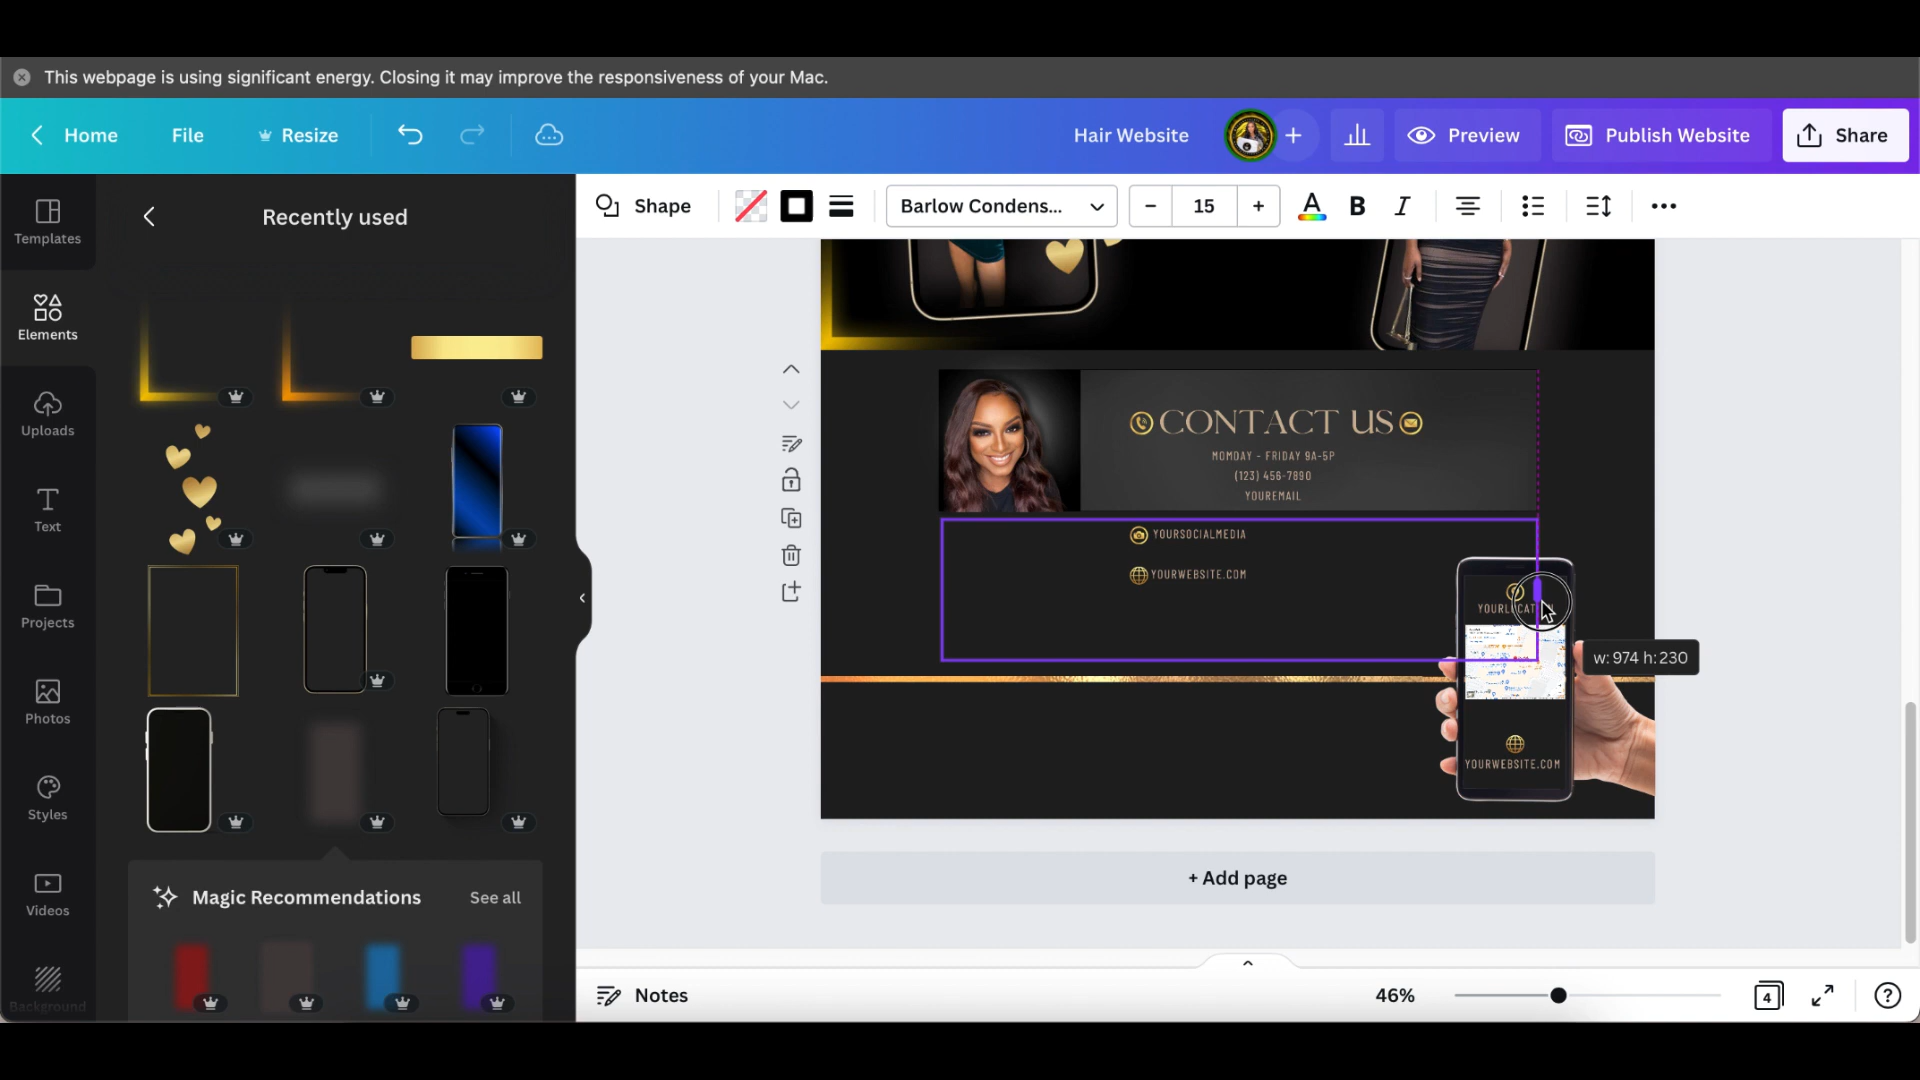 This webpage is using significant energy. Closing it may improve the responsiveness of your Mac.
Home File Resize Hair Website + Preview Publish Website Share
Templates
Elements
Uploads
Text
Projects
Photos
Styles
Videos
Background
Recently used
Magic Recommendations See all
Shape Barlow Condens... - 15 + A B I
CONTACT US
MOMDAY - FRIDAY 9A-5P
(123) 456-7890
YOUREMAIL
YOURSOCIALMEDIA
YOURWEBSITE.COM
w: 974 h: 230
YOURWEBSITE.COM
+ Add page
Notes 46% 4 ?